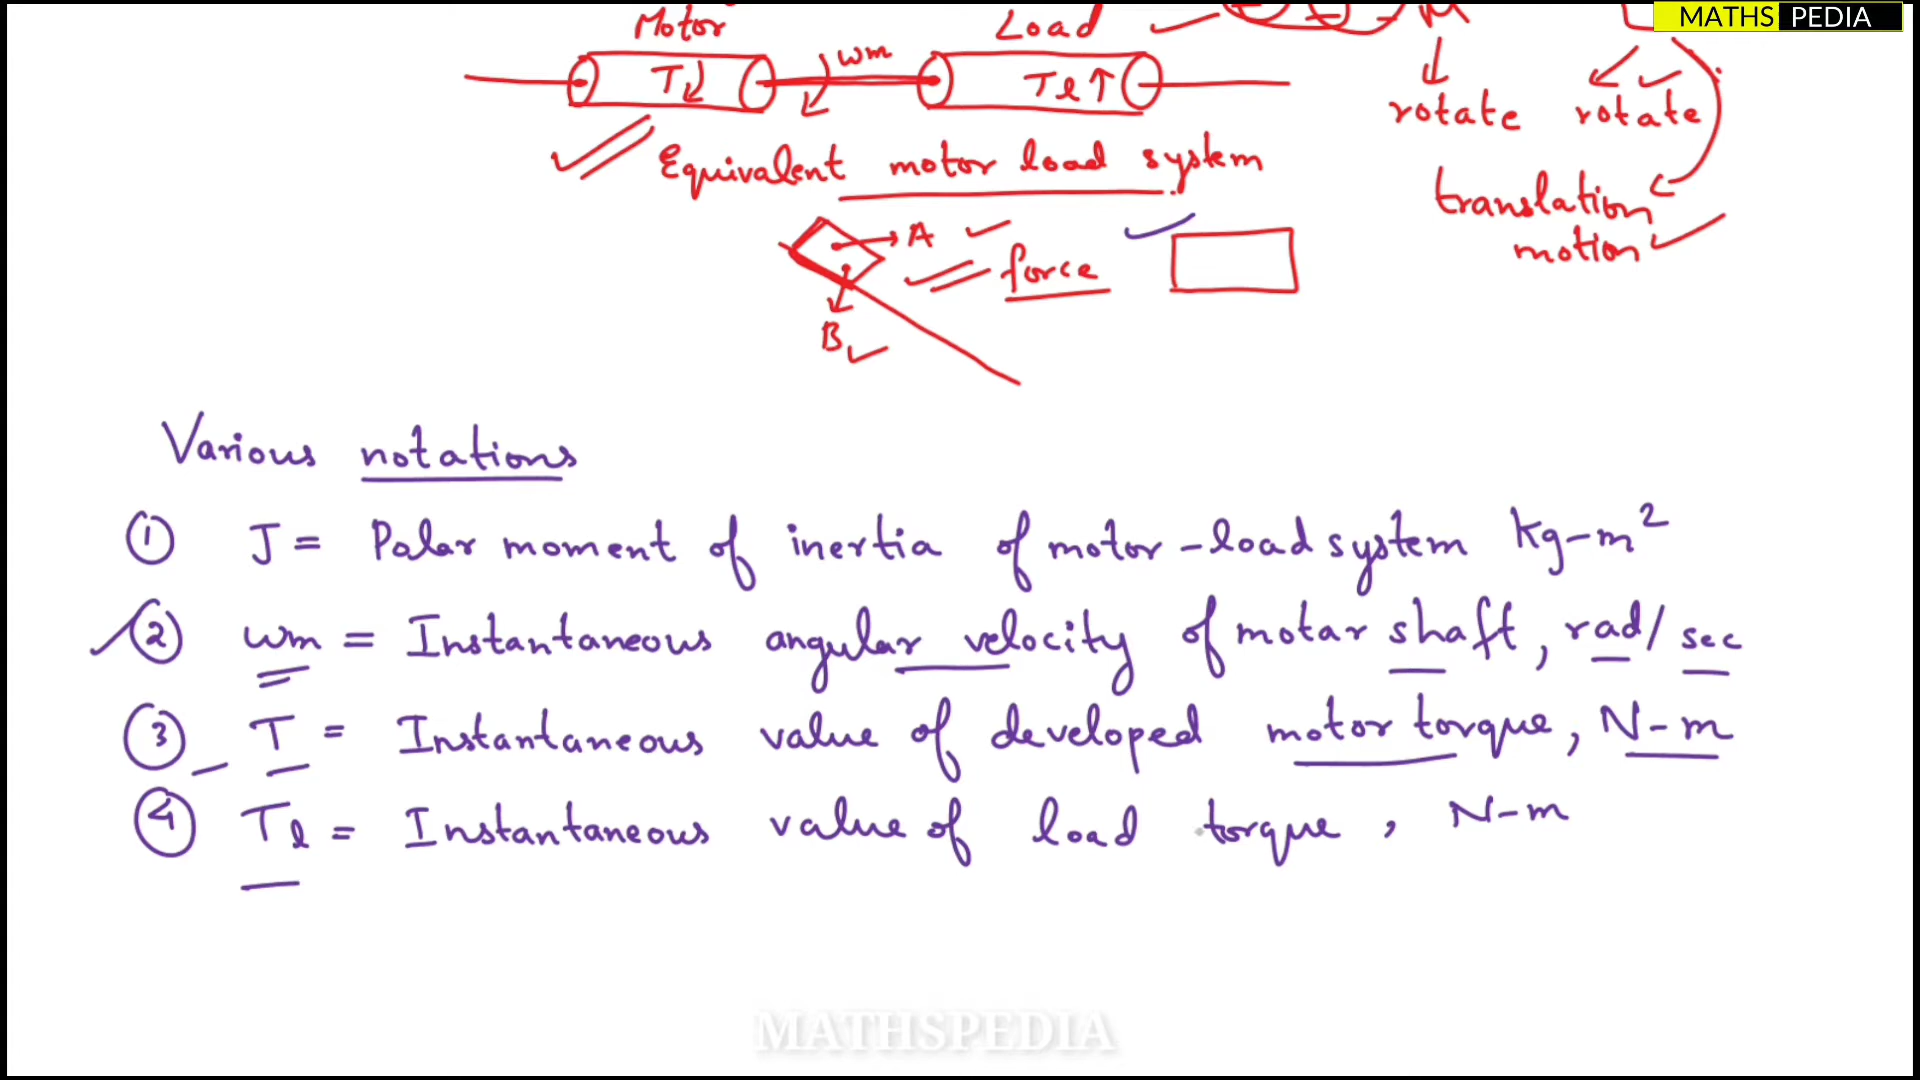 MATHS PEDIA
Motor Load
T wm Tl
rotate rotate
Equivalent motor load system
translation
motion
A
force
B
Various notations
① J = Polar moment of inertia of motor-load system kg-m²
② wm = Instantaneous angular velocity of motar shaft, rad/sec
③ T = Instantaneous value of developed motor torque, N-m
④ Tl = Instantaneous value of load torque, N-m
MATHSPEDIA